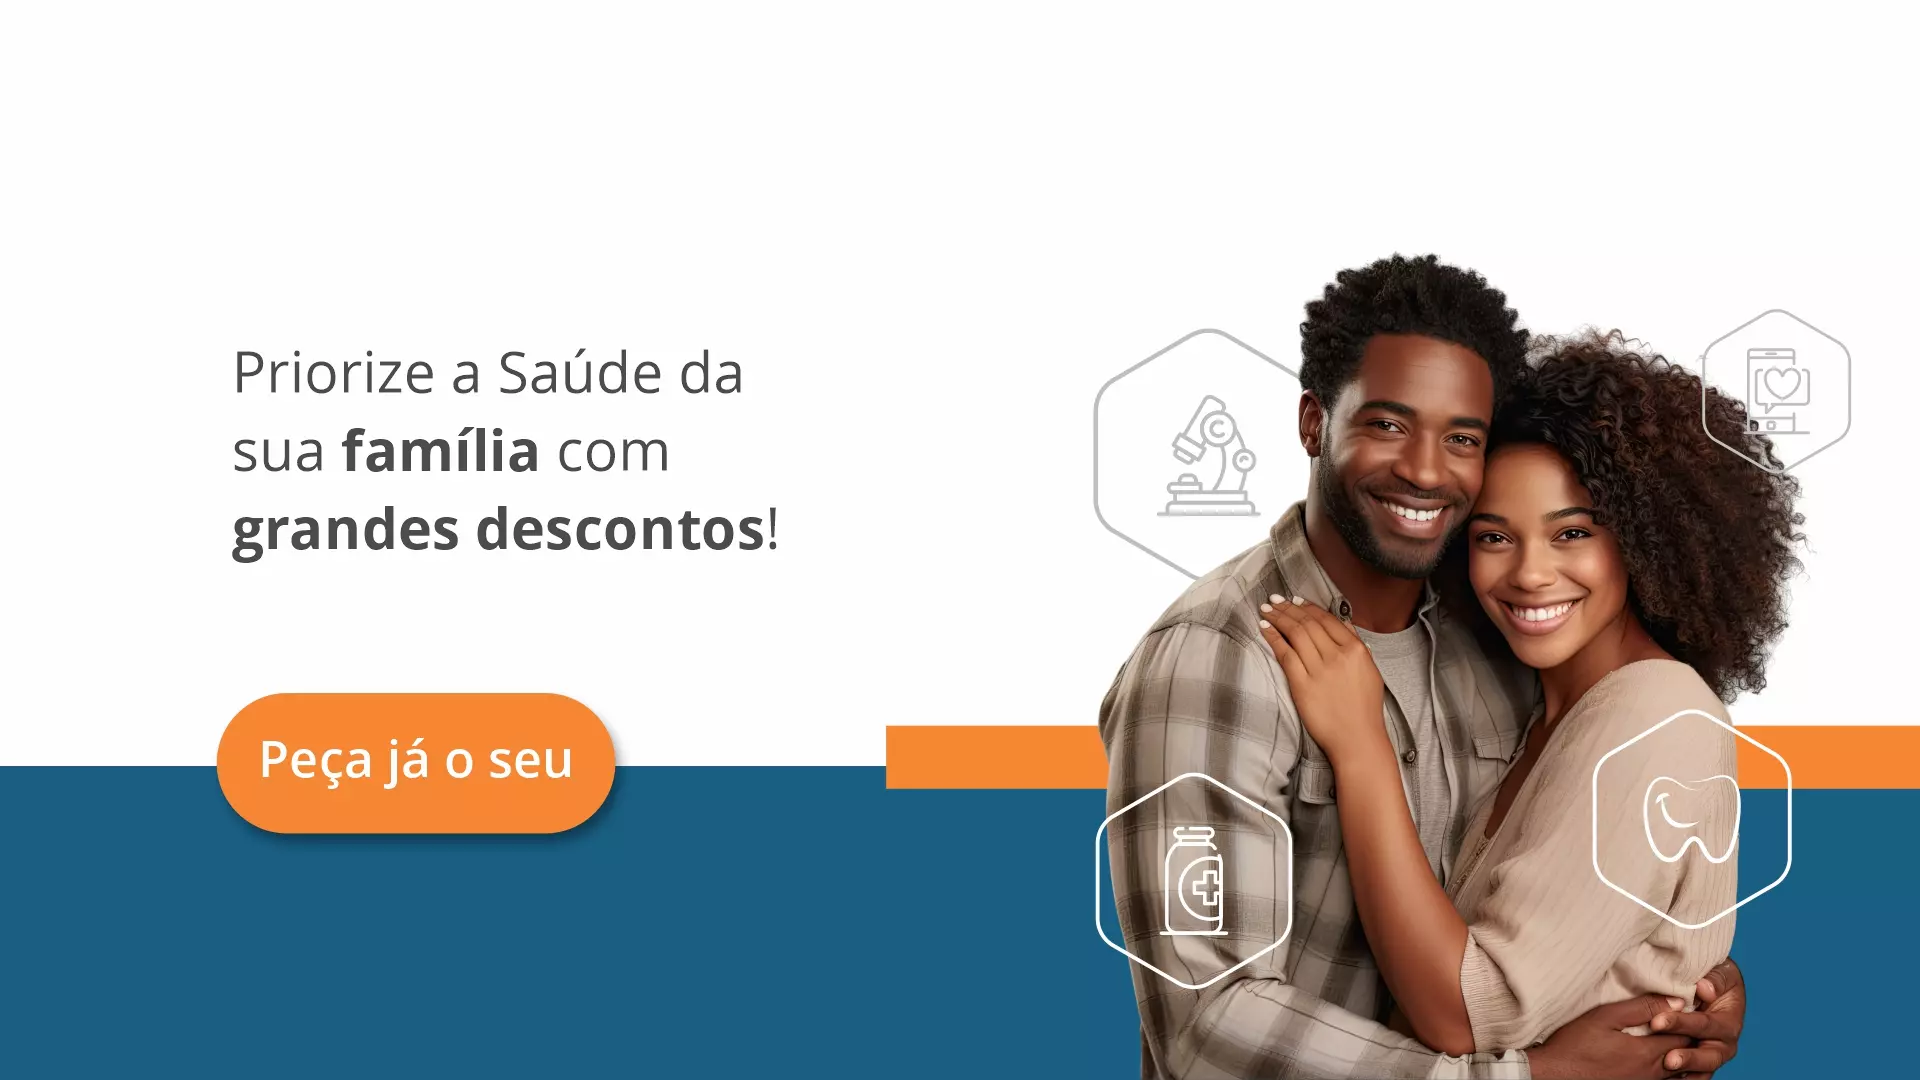 Priorize a Saúde da
sua família com
grandes descontos!
Peça já o seu